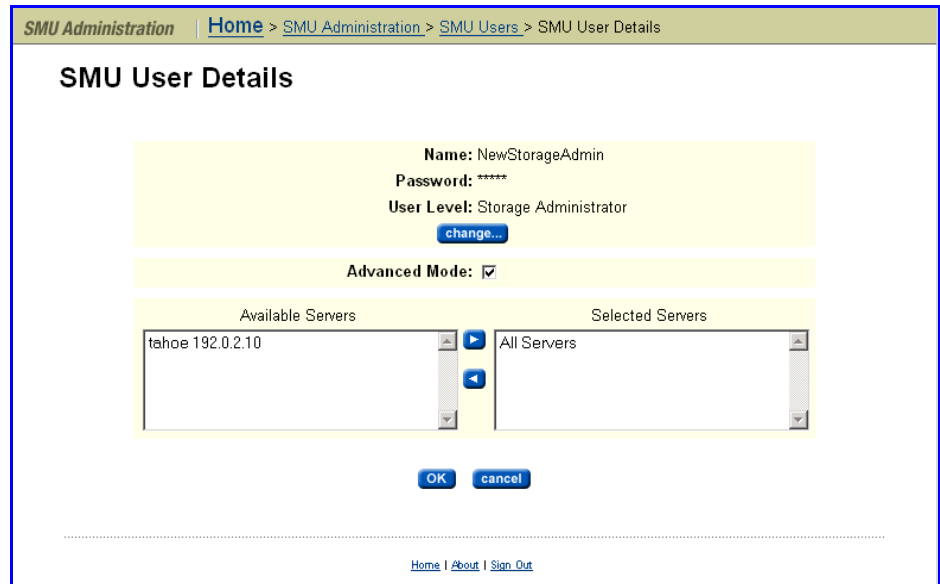 SMU Administration Home > SMU Administration > SMU Users > SMU User Details
SMU User Details
Name: NewStorageAdmin
Password: *****
User Level: Storage Administrator
change...
Advanced Mode:
Available Servers Selected Servers
tahoe 192.0.2.10 All Servers
OK cancel
Home | About | Sign Out